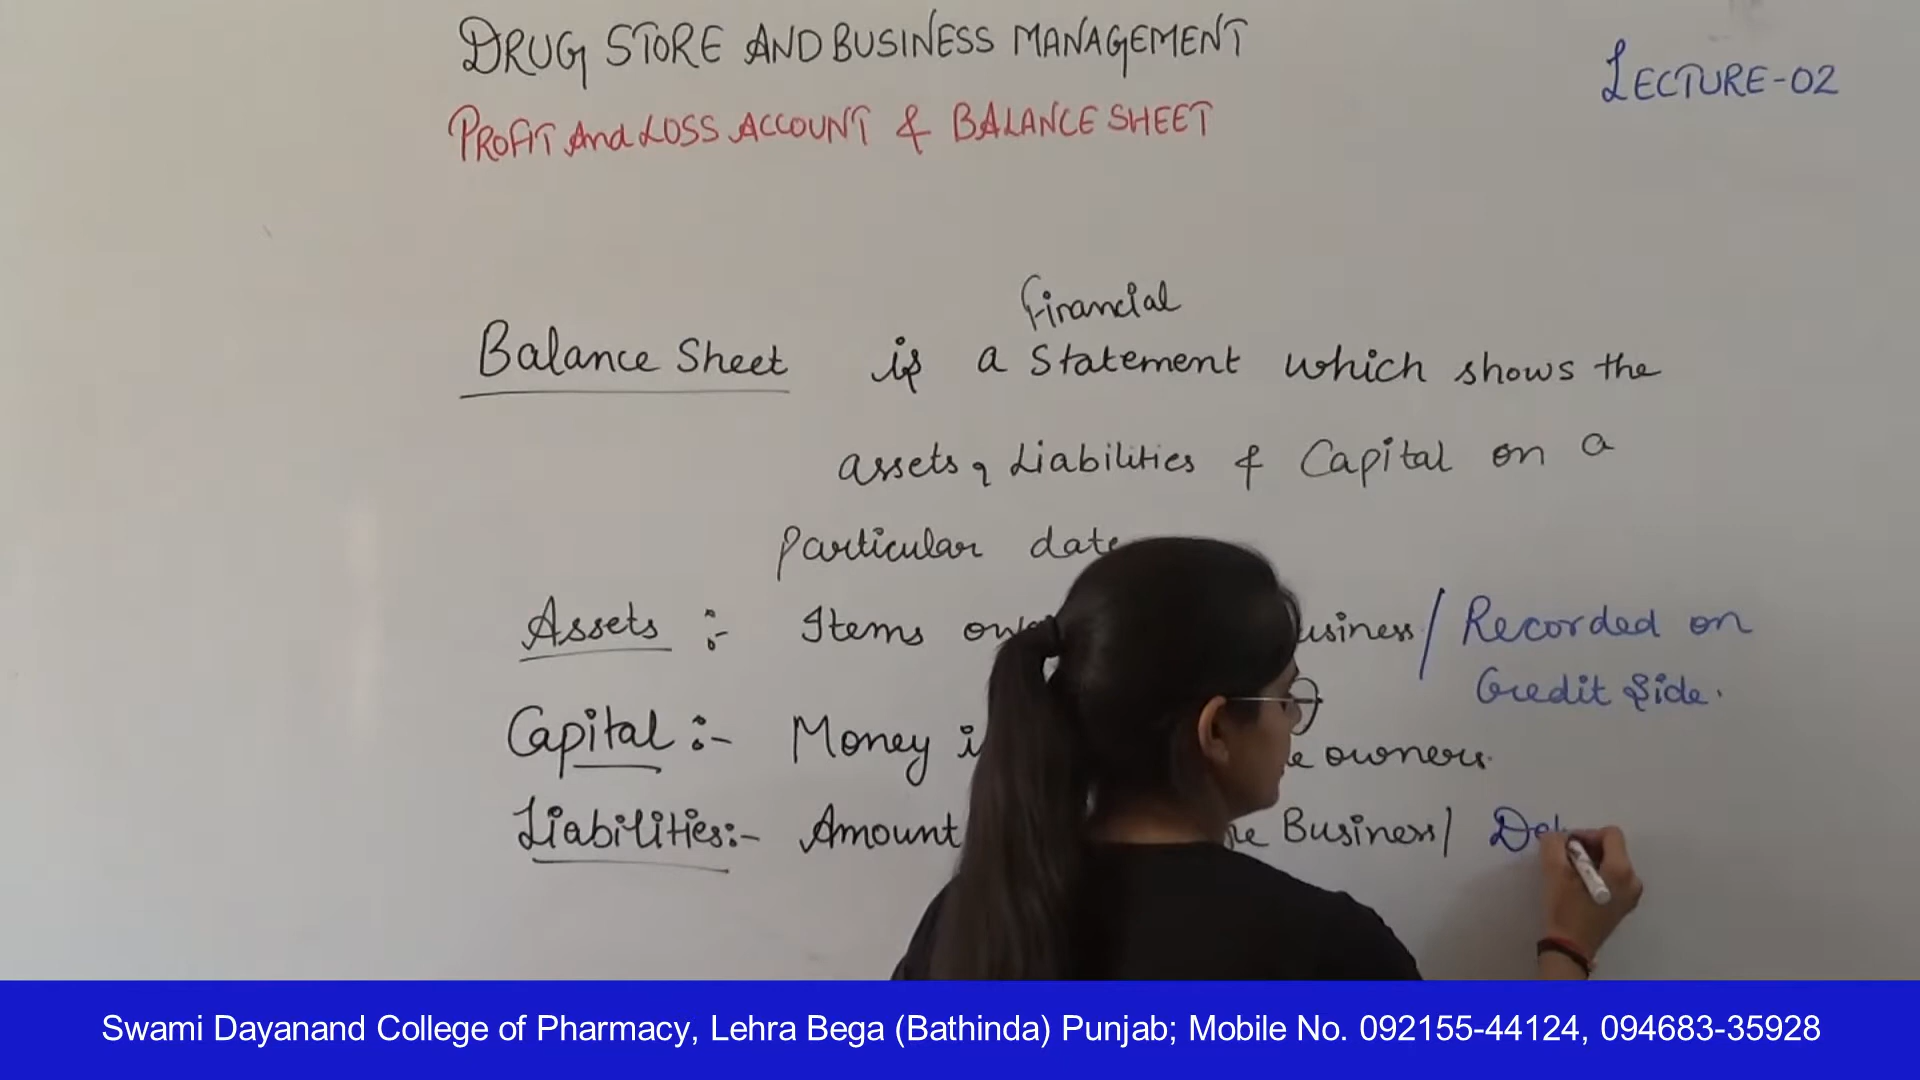 DRUG STORE AND BUSINESS MANAGEMENT
LECTURE-02
PROFIT And LOSS ACCOUNT & BALANCE SHEET
Financial
Balance Sheet is a Statement which shows the
assets, Liabilities & Capital on a
Particular date
Assets :- Items usiness / Recorded on
Credit Side.
Capital :- Money owners.
Liabilities :- Amount Business /
Swami Dayanand College of Pharmacy, Lehra Bega (Bathinda) Punjab; Mobile No. 092155-44124, 094683-35928